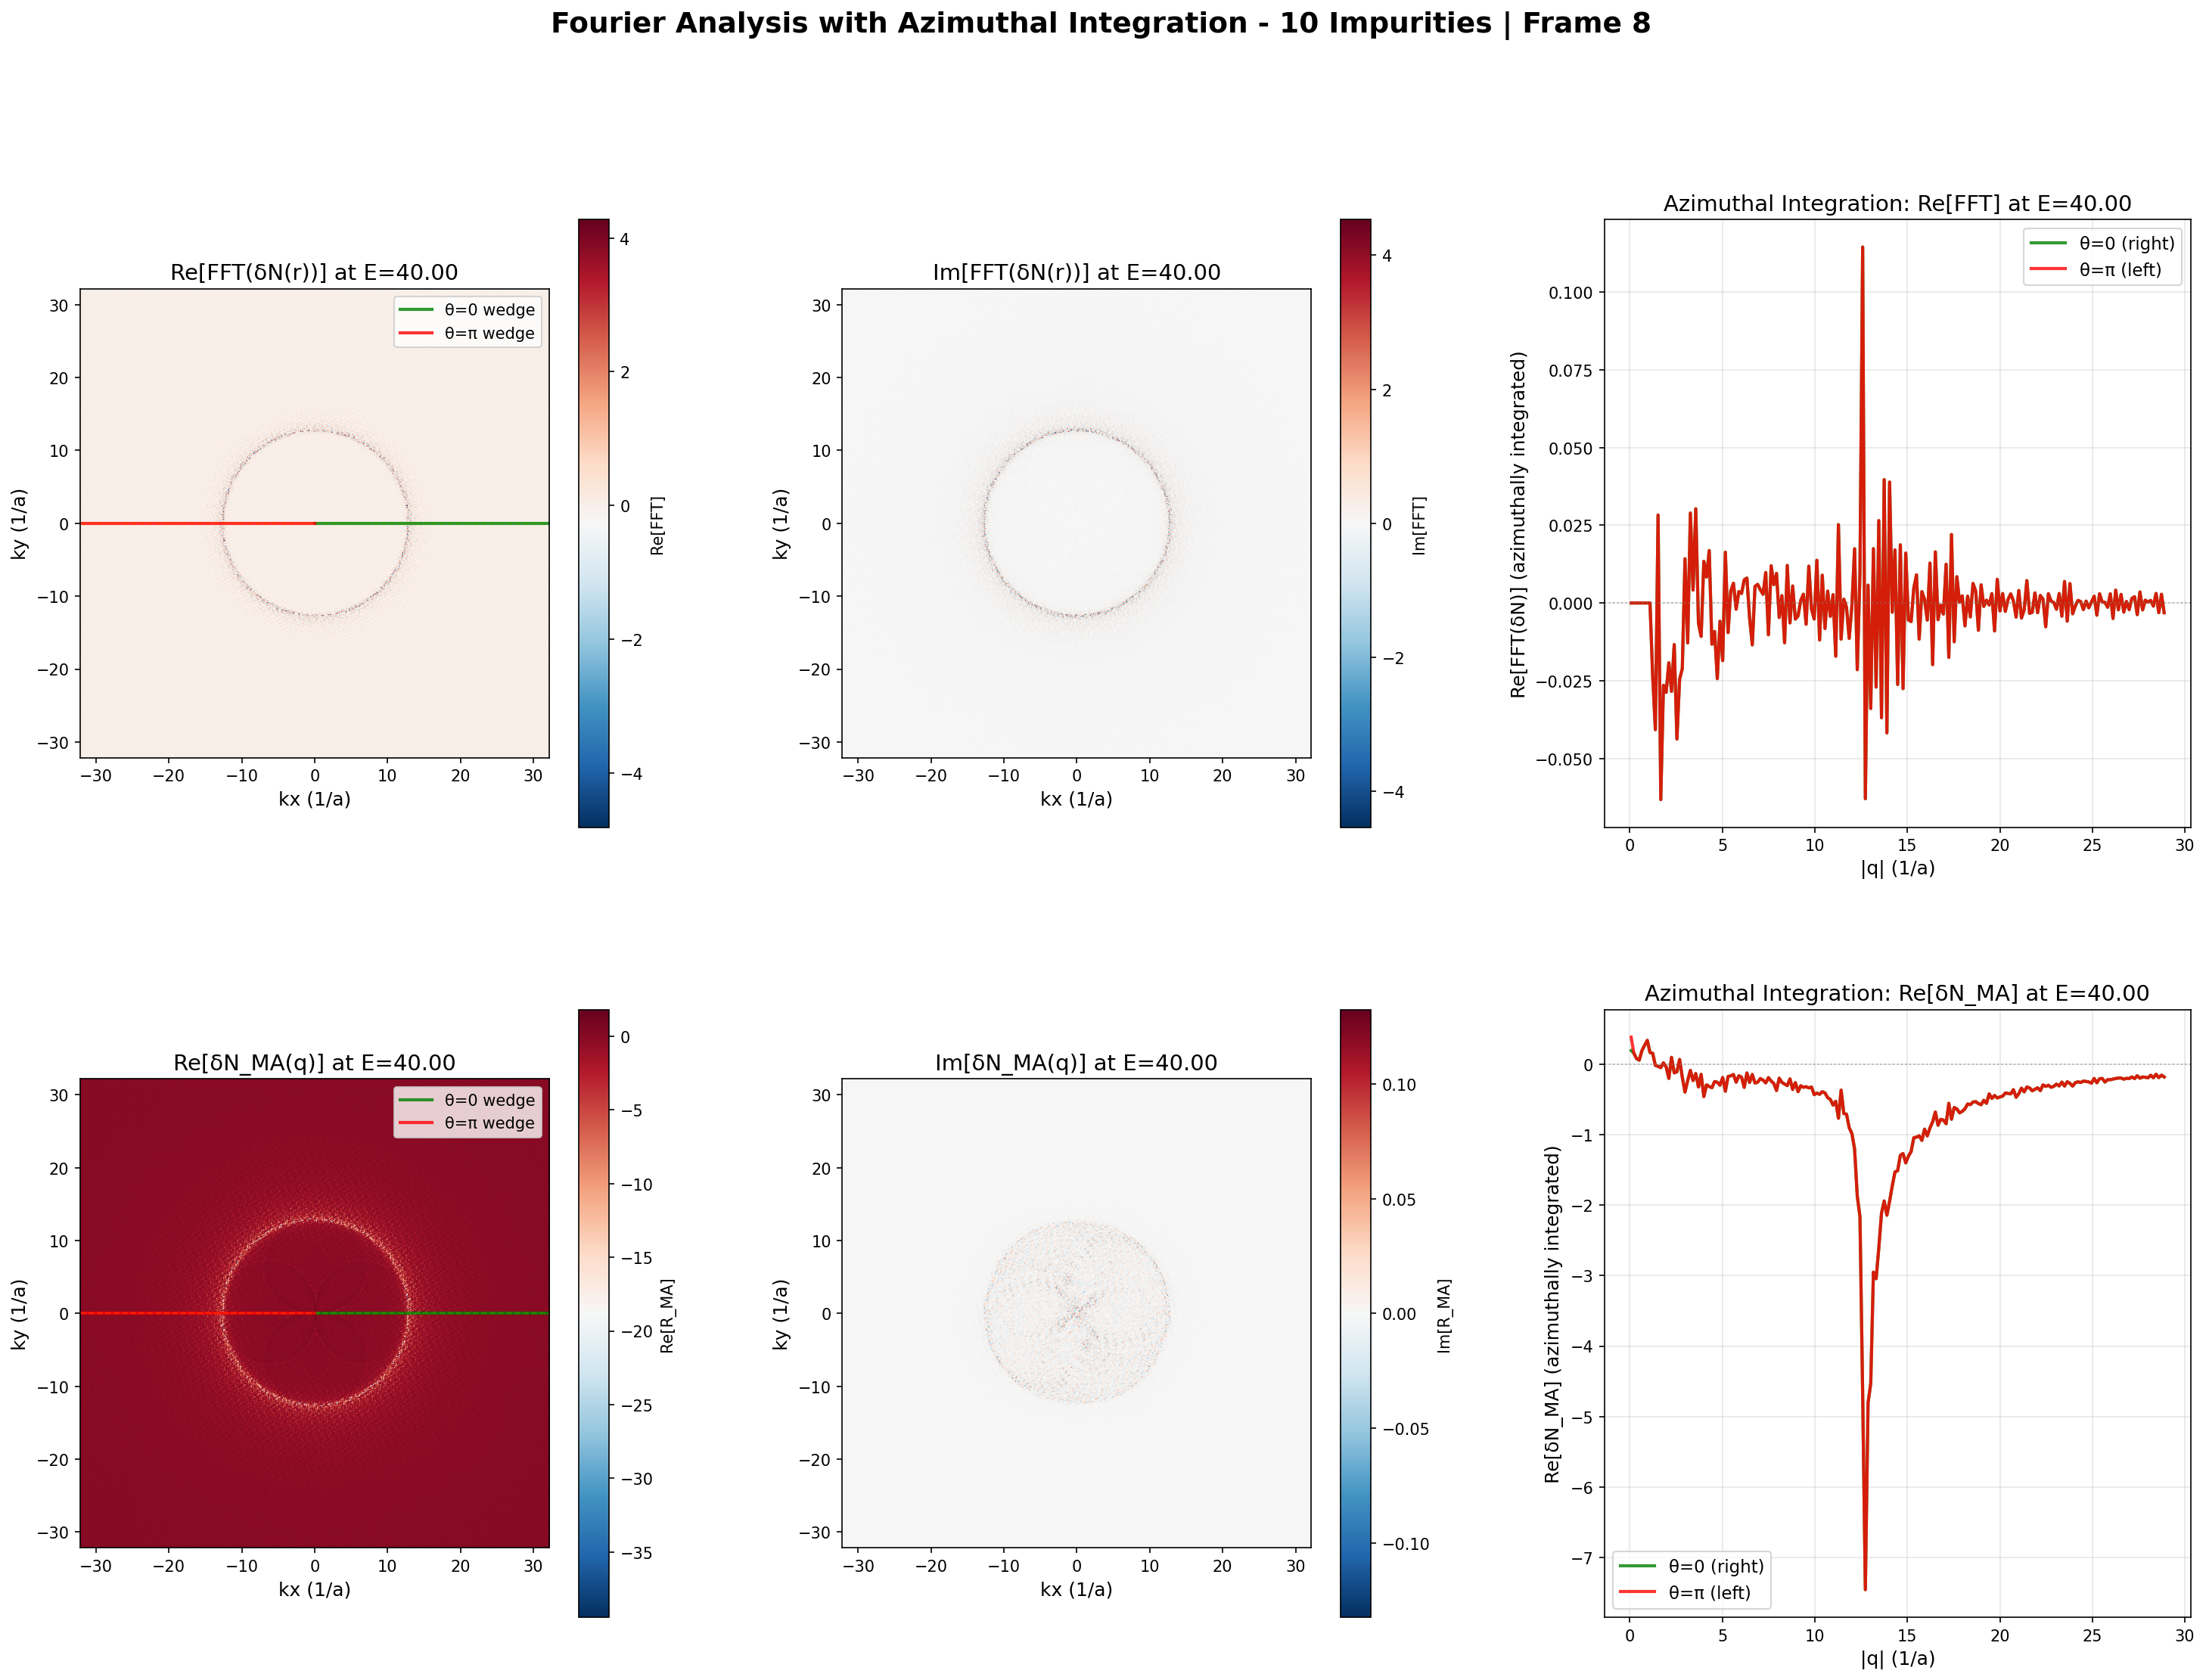 Fourier Analysis with Azimuthal Integration - 10 Impurities | Frame 8
Re[FFT(δN(r))] at E=40.00
θ=0 wedge
θ=π wedge
30
20
10
0
−10
−20
−30
ky (1/a)
−30 −20 −10 0 10 20 30
kx (1/a)
4
2
0
−2
−4
Re[FFT]
Im[FFT(δN(r))] at E=40.00
30
20
10
0
−10
−20
−30
ky (1/a)
−30 −20 −10 0 10 20 30
kx (1/a)
4
2
0
−2
−4
Im[FFT]
Azimuthal Integration: Re[FFT] at E=40.00
θ=0 (right)
θ=π (left)
0.100
0.075
0.050
0.025
0.000
−0.025
−0.050
Re[FFT(δN)] (azimuthally integrated)
0 5 10 15 20 25 30
|q| (1/a)
Re[δN_MA(q)] at E=40.00
θ=0 wedge
θ=π wedge
30
20
10
0
−10
−20
−30
ky (1/a)
−30 −20 −10 0 10 20 30
kx (1/a)
0
−5
−10
−15
−20
−25
−30
−35
Re[R_MA]
Im[δN_MA(q)] at E=40.00
30
20
10
0
−10
−20
−30
ky (1/a)
−30 −20 −10 0 10 20 30
kx (1/a)
0.10
0.05
0.00
−0.05
−0.10
Im[R_MA]
Azimuthal Integration: Re[δN_MA] at E=40.00
0
−1
−2
−3
−4
−5
−6
−7
Re[δN_MA] (azimuthally integrated)
θ=0 (right)
θ=π (left)
0 5 10 15 20 25 30
|q| (1/a)